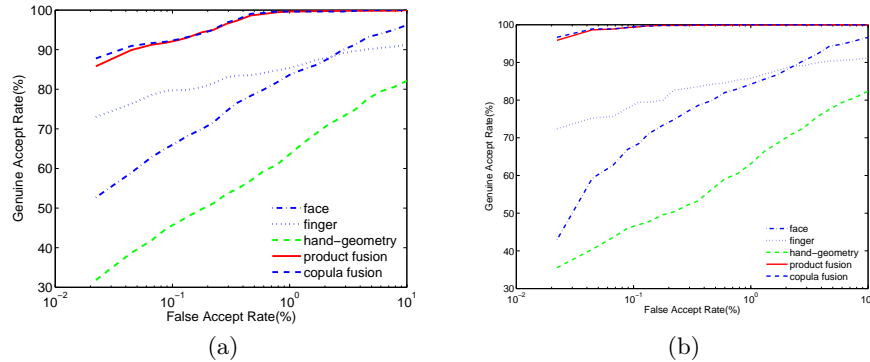 100
90
80
70
60
50
40
30
Genuine Accept Rate(%)
10^-2
10^-1
10^0
10^1
False Accept Rate(%)
face
finger
hand-geometry
product fusion
copula fusion
(a)
100
90
80
70
60
50
40
30
Genuine Accept Rate(%)
10^-2
10^-1
10^0
10^1
False Accept Rate(%)
face
finger
hand-geometry
product fusion
copula fusion
(b)